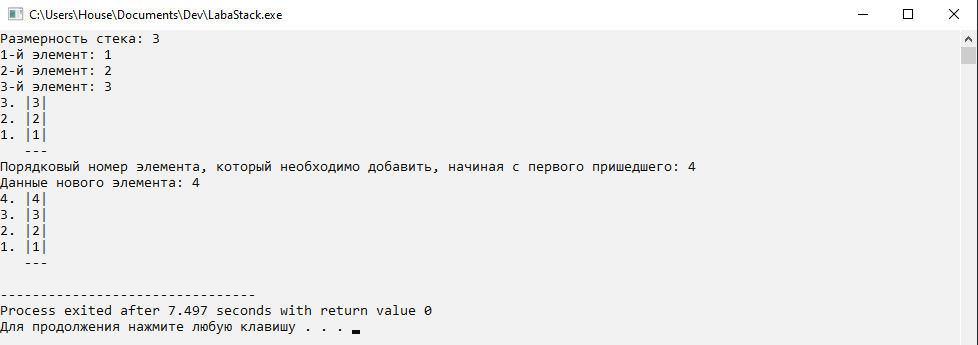 C:\Users\House\Documents\Dev\LabaStack.exe
Размерность стека: 3
1-й элемент: 1
2-й элемент: 2
3-й элемент: 3
3. |3|
2. |2|
1. |1|
   ---
Порядковый номер элемента, который необходимо добавить, начиная с первого пришедшего: 4
Данные нового элемента: 4
4. |4|
3. |3|
2. |2|
1. |1|
   ---
--------------------------------
Process exited after 7.497 seconds with return value 0
Для продолжения нажмите любую клавишу . . .